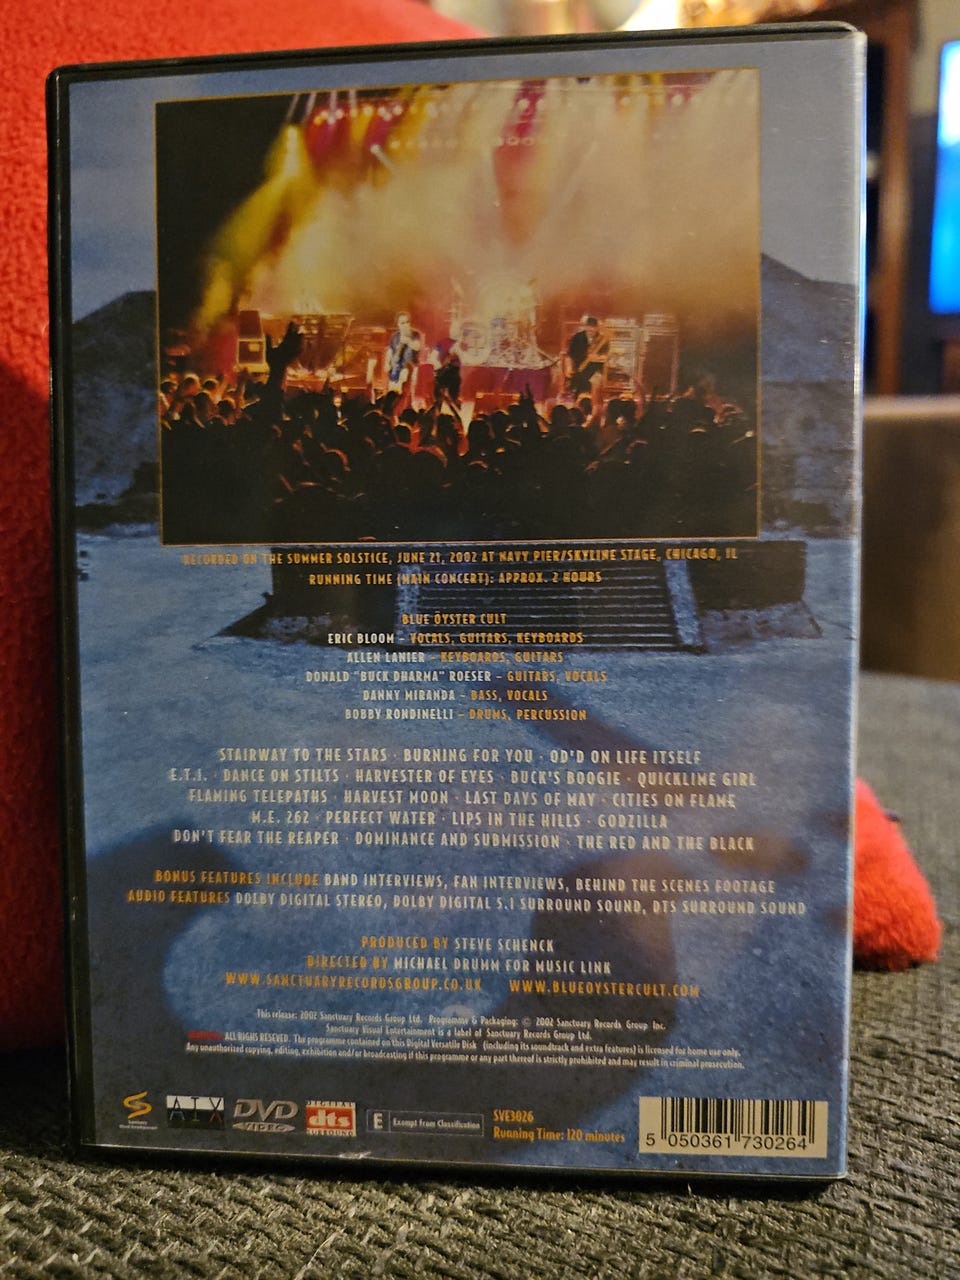 RECORDED ON THE SUMMER SOLSTICE, JUNE 21, 2002 AT NAVY PIER/SKYLINE STAGE, CHICAGO, IL
RUNNING TIME (MAIN CONCERT): APPROX. 2 HOURS
BLUE ÖYSTER CULT
ERIC BLOOM – VOCALS, GUITARS, KEYBOARDS
ALLEN LANIER – KEYBOARDS, GUITARS
DONALD "BUCK DHARMA" ROESER – GUITARS, VOCALS
DANNY MIRANDA – BASS, VOCALS
BOBBY RONDINELLI – DRUMS, PERCUSSION
STAIRWAY TO THE STARS · BURNING FOR YOU · OD'D ON LIFE ITSELF
E.T.I. · DANCE ON STILTS · HARVESTER OF EYES · BUCK'S BOOGIE · QUICKLIME GIRL
FLAMING TELEPATHS · HARVEST MOON · LAST DAYS OF MAY · CITIES ON FLAME
M.E. 262 · PERFECT WATER · LIPS IN THE HILLS · GODZILLA
DON'T FEAR THE REAPER · DOMINANCE AND SUBMISSION · THE RED AND THE BLACK
BONUS FEATURES INCLUDE BAND INTERVIEWS, FAN INTERVIEWS, BEHIND THE SCENES FOOTAGE
AUDIO FEATURES DOLBY DIGITAL STEREO, DOLBY DIGITAL 5.1 SURROUND SOUND, DTS SURROUND SOUND
PRODUCED BY STEVE SCHENCK
DIRECTED BY MICHAEL DRUMM FOR MUSIC LINK
WWW.SANCTUARYRECORDSGROUP.CO.UK WWW.BLUEOYSTERCULT.COM
This release: 2002 Sanctuary Records Group Ltd. Programme & Packaging: © 2002 Sanctuary Records Group Inc.
Sanctuary Visual Entertainment is a label of Sanctuary Records Group Ltd.
WARNING: ALL RIGHTS RESERVED. The programme contained on this Digital Versatile Disk (including its soundtrack and extra features) is licensed for home use only.
Any unauthorized copying, editing, exhibition and/or broadcasting if this programme or any part thereof is strictly prohibited and may result in criminal prosecution.
AIX
DVD
VIDEO
DIGITAL
dts
SURROUND
E Exempt from Classification
SVE3026
Running Time: 120 minutes
5 050361 730264